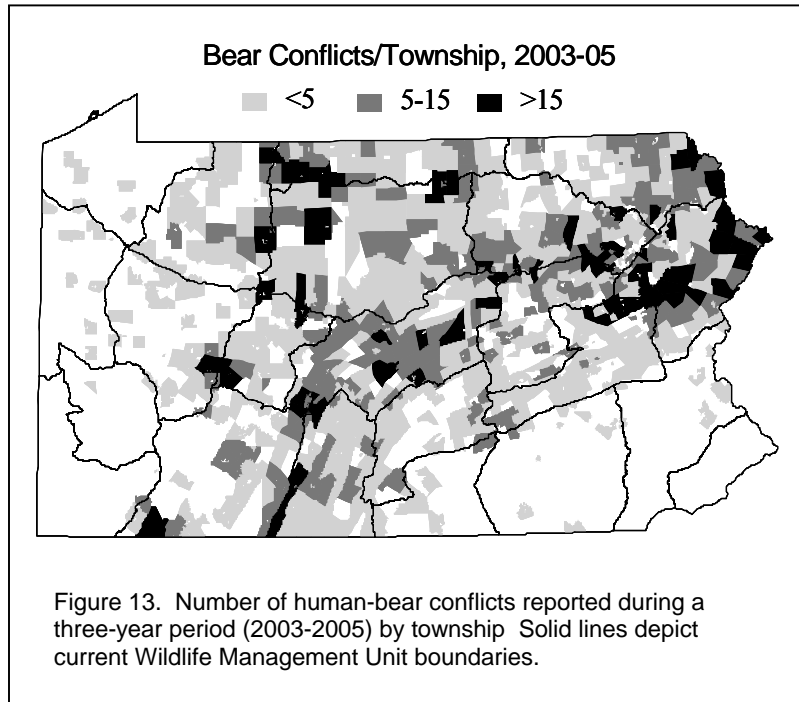 Bear Conflicts/Township, 2003-05
<5 5-15 >15
Figure 13. Number of human-bear conflicts reported during a
three-year period (2003-2005) by township Solid lines depict
current Wildlife Management Unit boundaries.